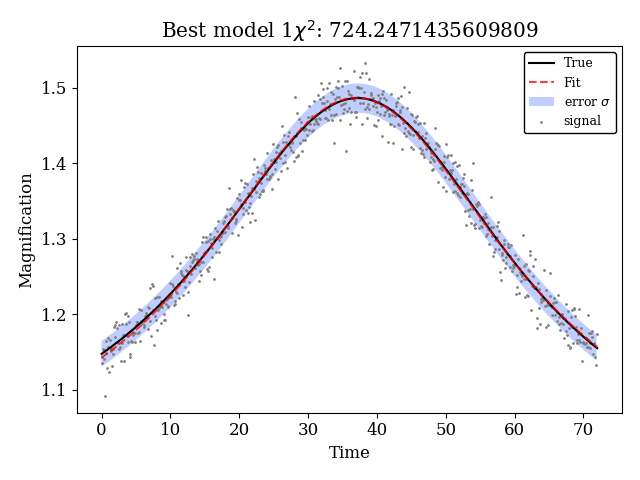 Best model 1χ²: 724.2471435609809
True
Fit
error σ
signal
Magnification
1.5
1.4
1.3
1.2
1.1
0 10 20 30 40 50 60 70
Time